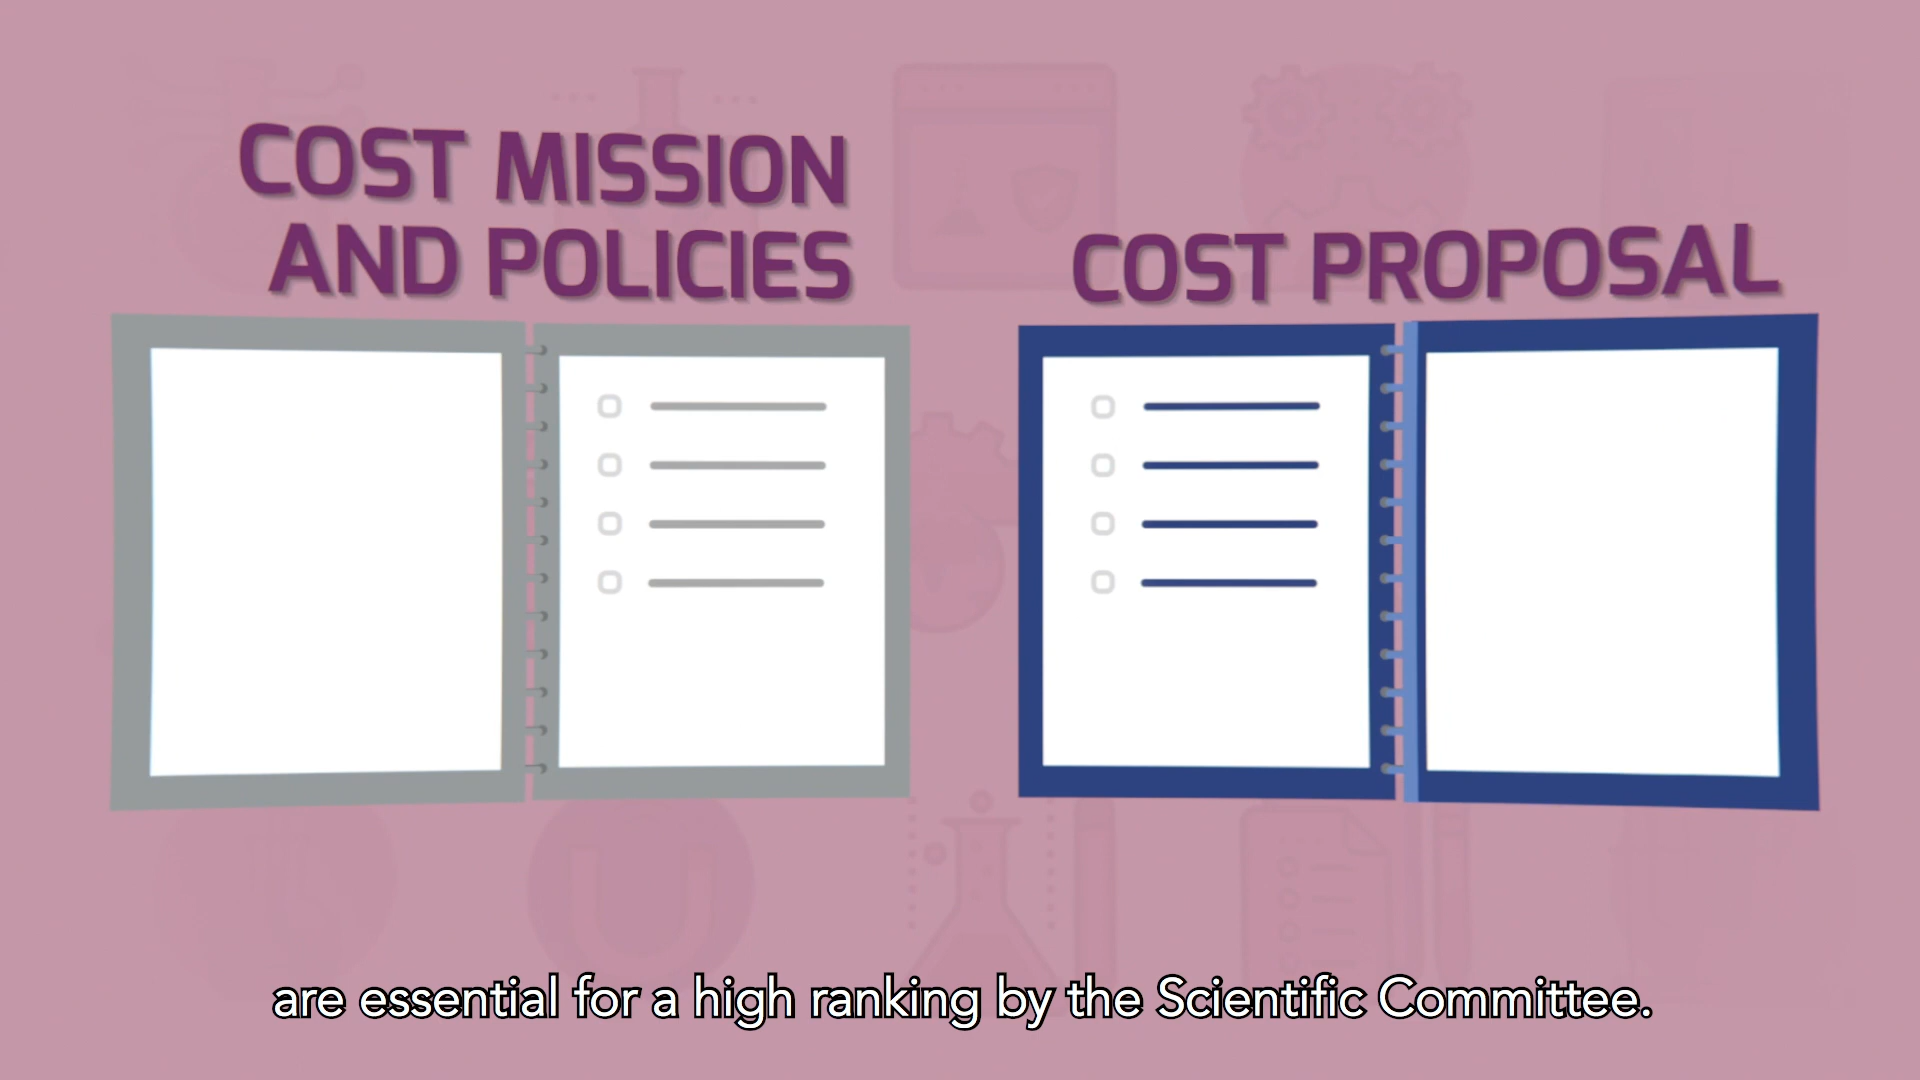 COST MISSION
AND POLICIES
COST PROPOSAL
are essential for a high ranking by the Scientific Committee.